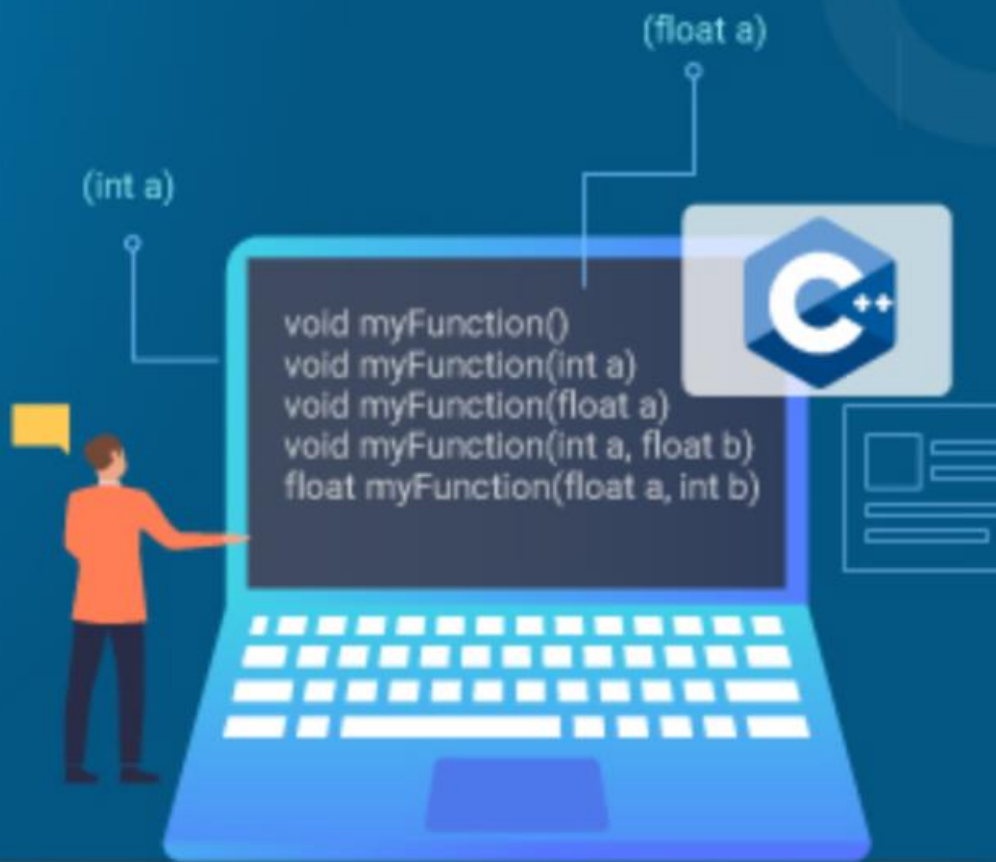 (float a)
(int a)
C++
void myFunction()
void myFunction(int a)
void myFunction(float a)
void myFunction(int a, float b)
float myFunction(float a, int b)